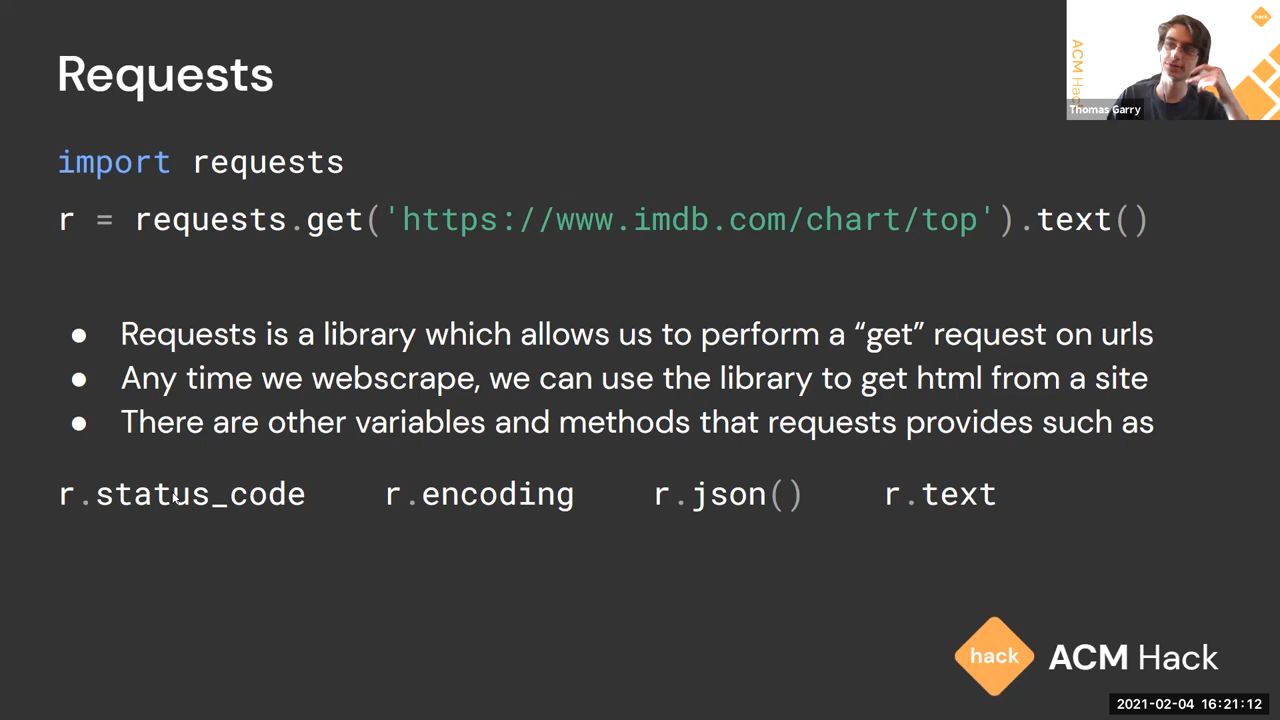 Requests
import requests
r = requests.get('https://www.imdb.com/chart/top').text()
● Requests is a library which allows us to perform a “get” request on urls
● Any time we webscrape, we can use the library to get html from a site
● There are other variables and methods that requests provides such as
r.status_code r.encoding r.json() r.text
hack
ACM Hack
hack
ACM Hac
Thomas Garry
2021-02-04 16:21:12